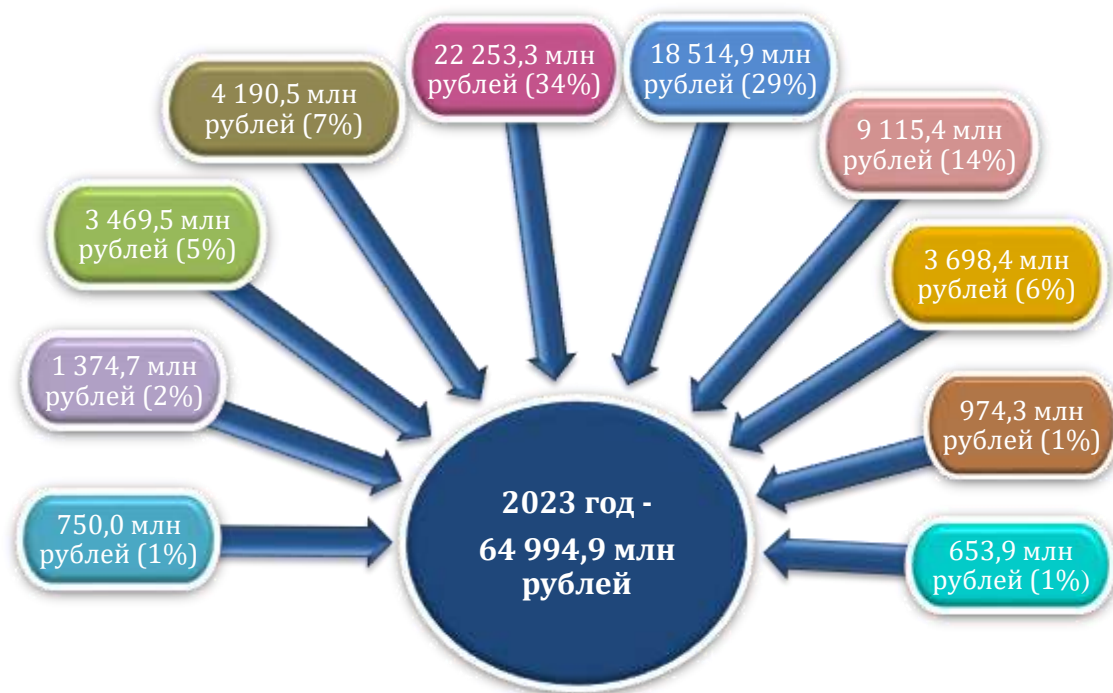 22 253,3 млн
рублей (34%)
18 514,9 млн
рублей (29%)
4 190,5 млн
рублей (7%)
9 115,4 млн
рублей (14%)
3 469,5 млн
рублей (5%)
3 698,4 млн
рублей (6%)
1 374,7 млн
рублей (2%)
974,3 млн
рублей (1%)
750,0 млн
рублей (1%)
653,9 млн
рублей (1%)
2023 год -
64 994,9 млн
рублей